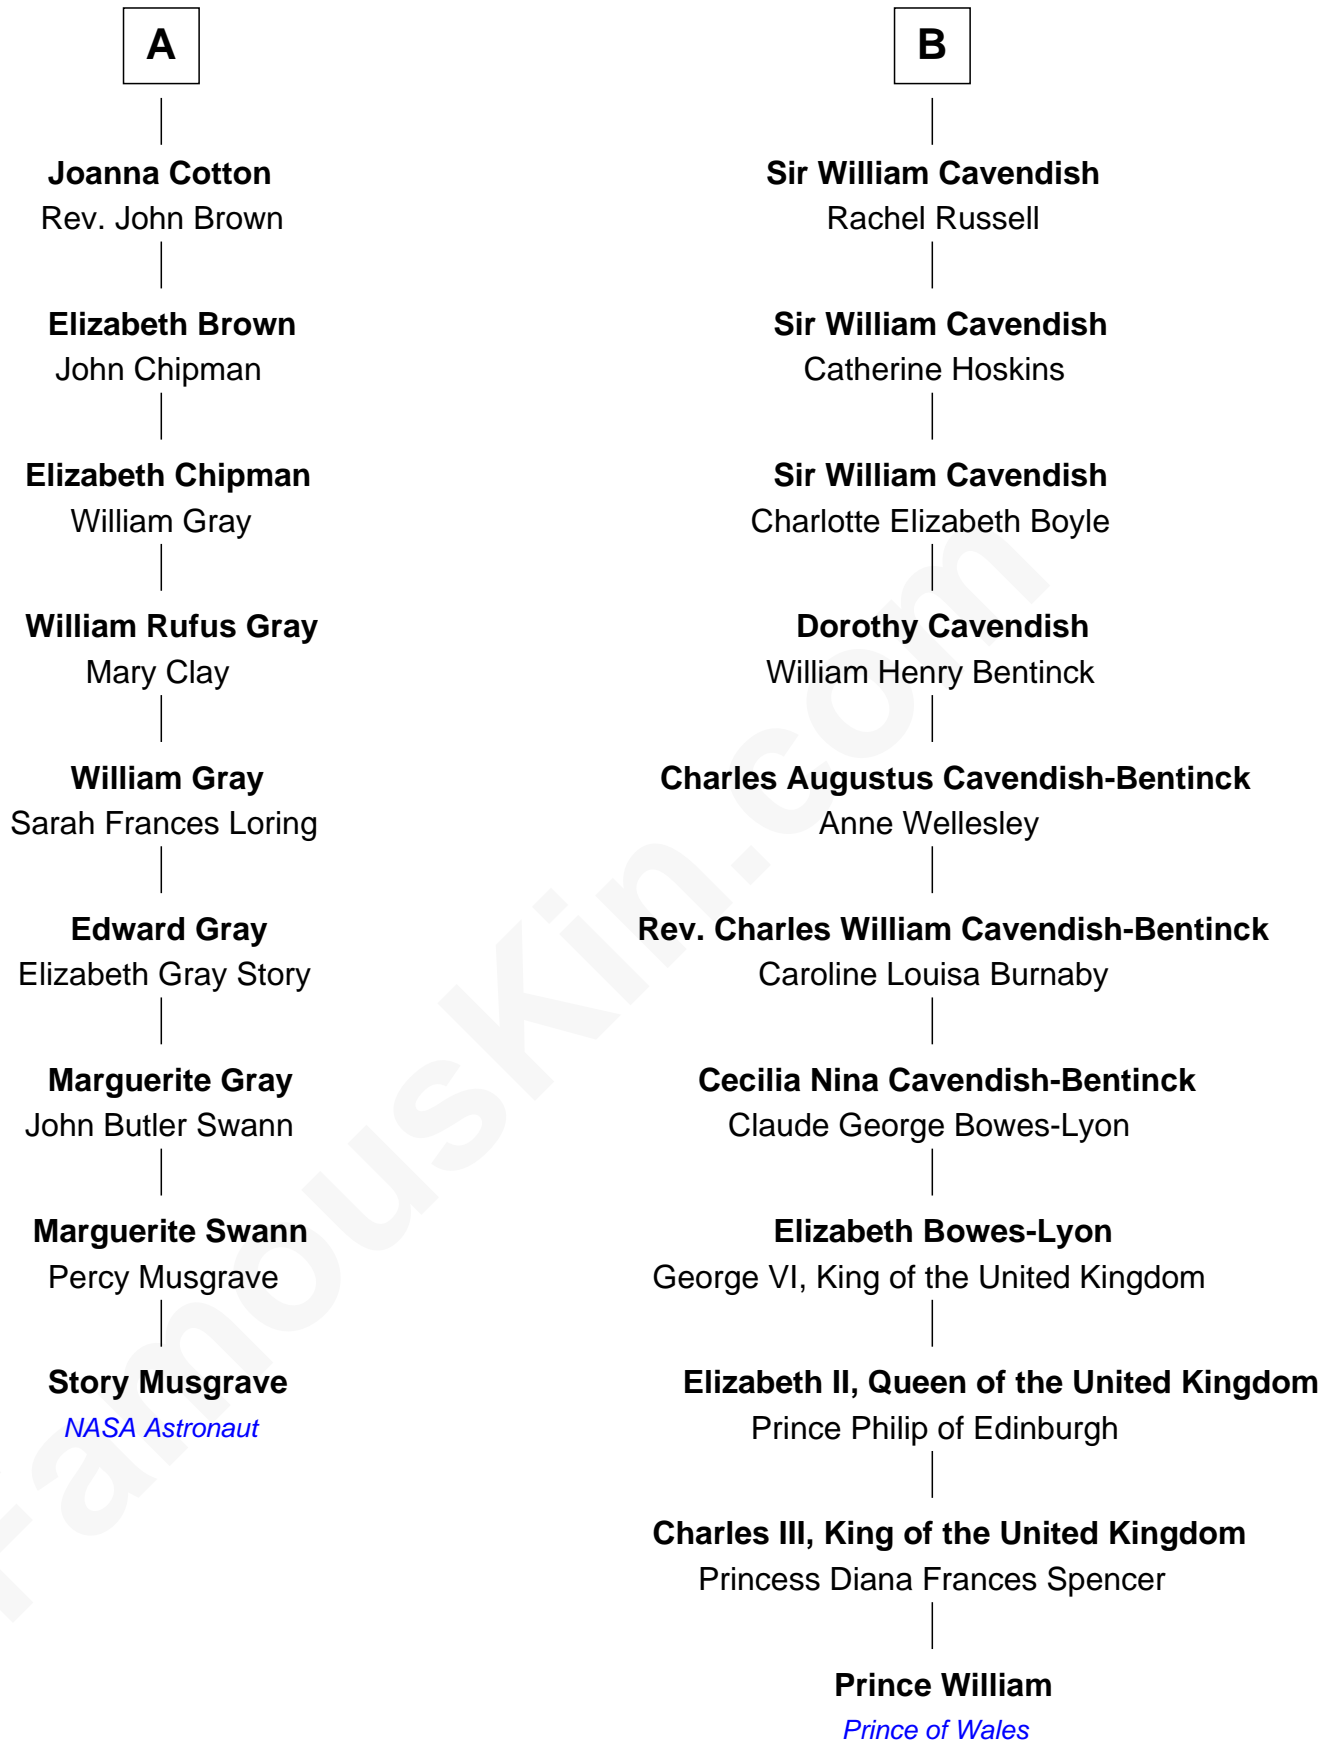 A
Joanna Cotton
Rev. John Brown
Elizabeth Brown
John Chipman
Elizabeth Chipman
William Gray
William Rufus Gray
Mary Clay
William Gray
Sarah Frances Loring
Edward Gray
Elizabeth Gray Story
Marguerite Gray
John Butler Swann
Marguerite Swann
Percy Musgrave
Story Musgrave
NASA Astronaut
B
Sir William Cavendish
Rachel Russell
Sir William Cavendish
Catherine Hoskins
Sir William Cavendish
Charlotte Elizabeth Boyle
Dorothy Cavendish
William Henry Bentinck
Charles Augustus Cavendish-Bentinck
Anne Wellesley
Rev. Charles William Cavendish-Bentinck
Caroline Louisa Burnaby
Cecilia Nina Cavendish-Bentinck
Claude George Bowes-Lyon
Elizabeth Bowes-Lyon
George VI, King of the United Kingdom
Elizabeth II, Queen of the United Kingdom
Prince Philip of Edinburgh
Charles III, King of the United Kingdom
Princess Diana Frances Spencer
Prince William
Prince of Wales
FamousKin.com